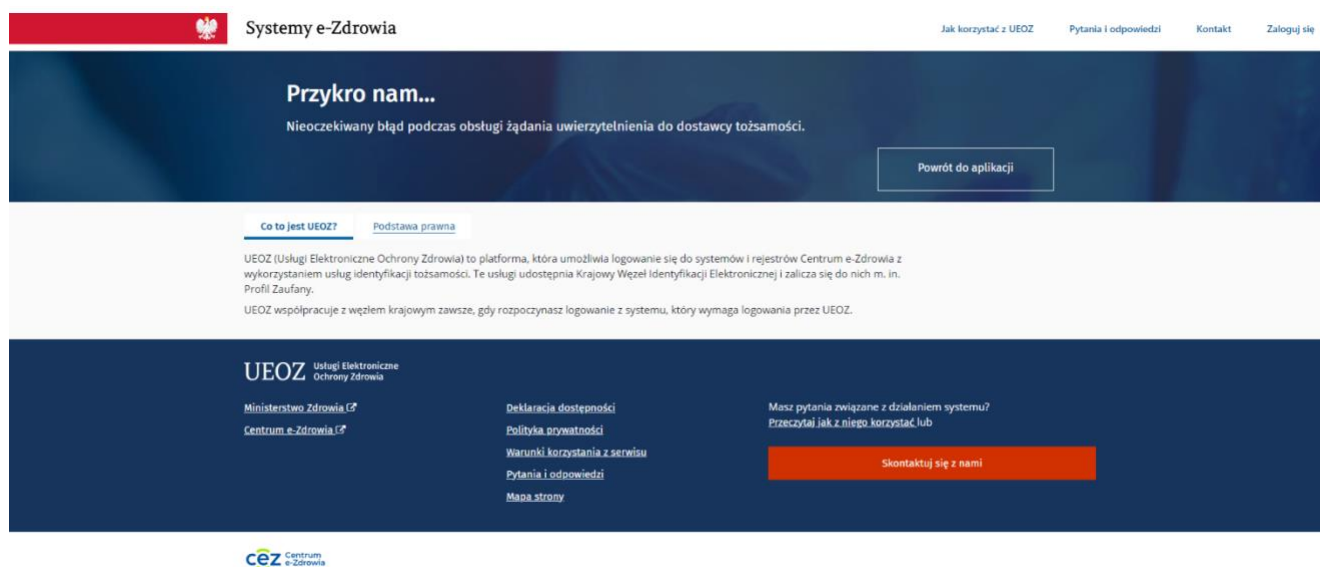 Systemy e-Zdrowia
Jak korzystać z UEOZ
Pytania i odpowiedzi
Kontakt
Zaloguj się
Przykro nam...
Nieoczekiwany błąd podczas obsługi żądania uwierzytelnienia do dostawcy tożsamości.
Powrót do aplikacji
Co to jest UEOZ?
Podstawa prawna
UEOZ (Usługi Elektroniczne Ochrony Zdrowia) to platforma, która umożliwia logowanie się do systemów i rejestrów Centrum e-Zdrowia z
wykorzystaniem usług identyfikacji tożsamości. Te usługi udostępnia Krajowy Węzeł Identyfikacji Elektronicznej i zalicza się do nich m. in.
Profil Zaufany.
UEOZ współpracuje z węzłem krajowym zawsze, gdy rozpoczynasz logowanie z systemu, który wymaga logowania przez UEOZ.
UEOZ Usługi Elektroniczne
Ochrony Zdrowia
Ministerstwo Zdrowia
Centrum e-Zdrowia
Deklaracja dostępności
Polityka prywatności
Warunki korzystania z serwisu
Pytania i odpowiedzi
Mapa strony
Masz pytania związane z działaniem systemu?
Przeczytaj jak z niego korzystać lub
Skontaktuj się z nami
cez Centrum
e-Zdrowia